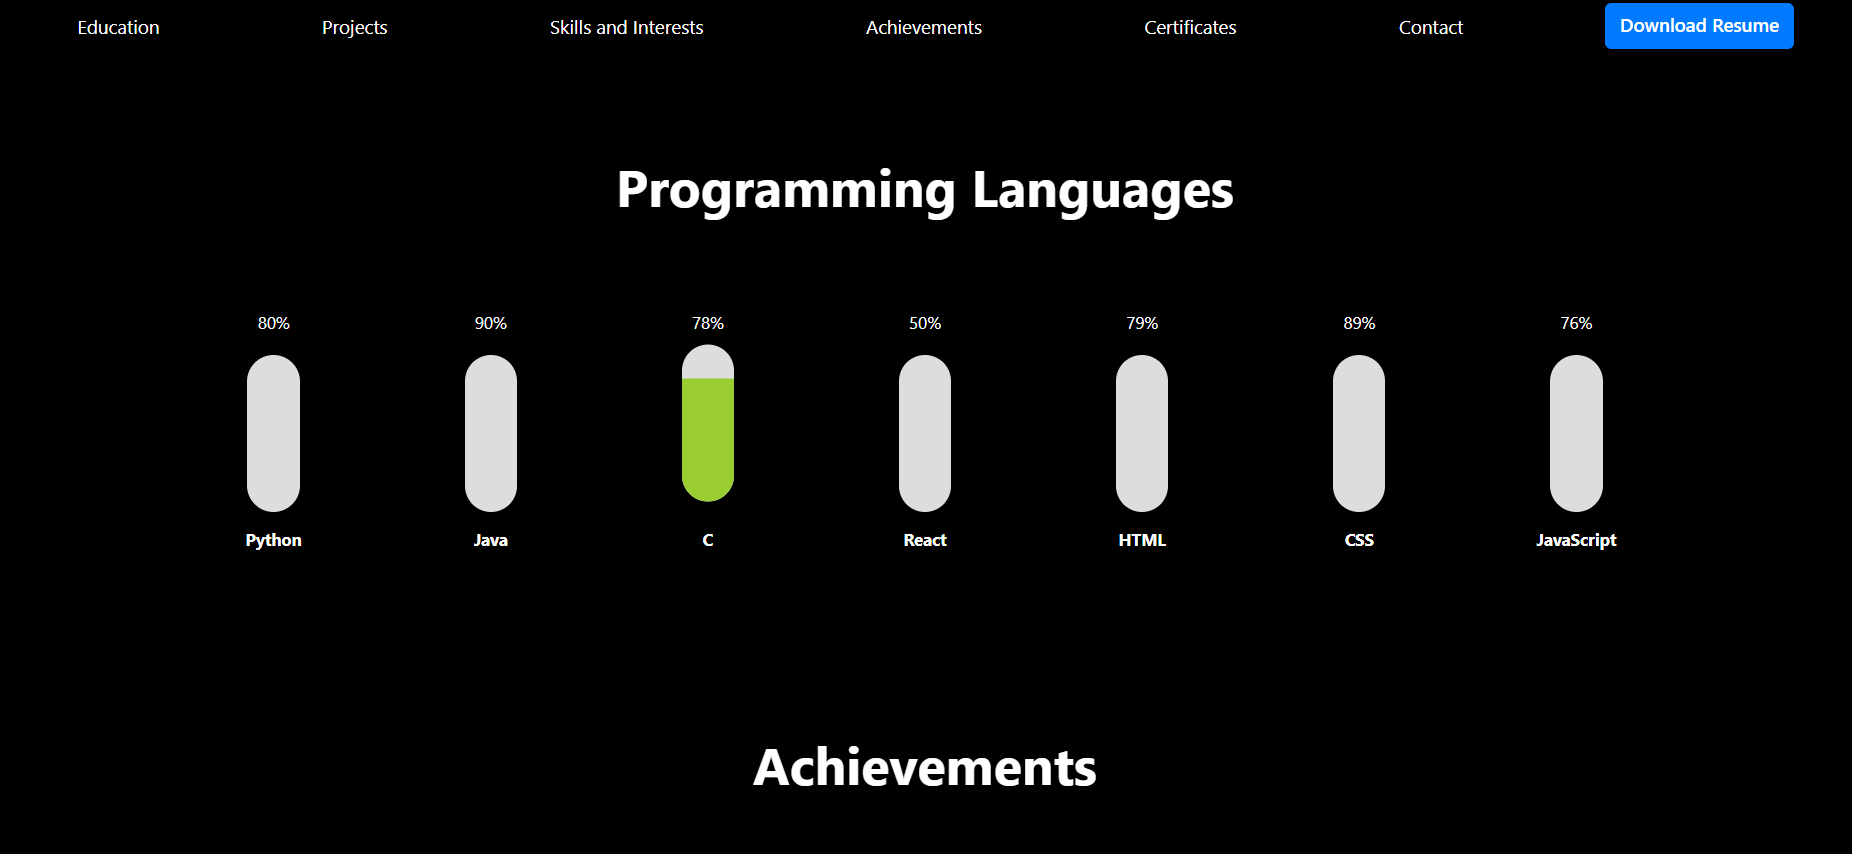 Education Projects Skills and Interests Achievements Certificates Contact Download Resume
Programming Languages
80% 90% 78% 50% 79% 89% 76%
Python Java C React HTML CSS JavaScript
Achievements